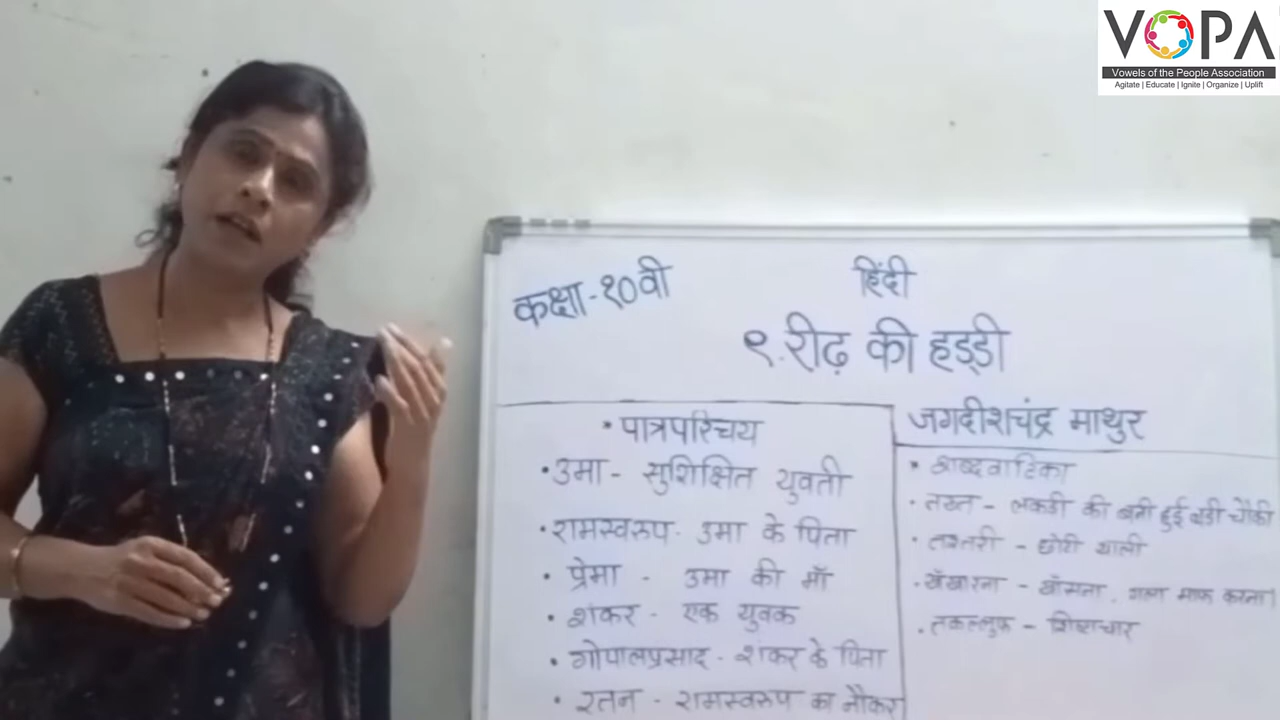 VOPA
Vowels of the People Association
Agitate | Educate | Ignite | Organize | Uplift
कक्षा-१०वी
हिंदी
९. रीढ़ की हड्डी
• पात्रपरिचय
• उमा - सुशिक्षित युवती
• रामस्वरुप - उमा के पिता
• प्रेमा - उमा की माँ
• शंकर - एक युवक
• गोपालप्रसाद - शंकर के पिता
• रतन - रामस्वरुप का नौकर
जगदीशचंद्र माथुर
• शब्दवाटिका
• तख्त - लकडी की बनी हुई बडी चौकी
• तश्तरी - छोटी थाली
• खँखारना - खाँसना, गला साफ करना।
• तकल्लुफ - शिष्टाचार